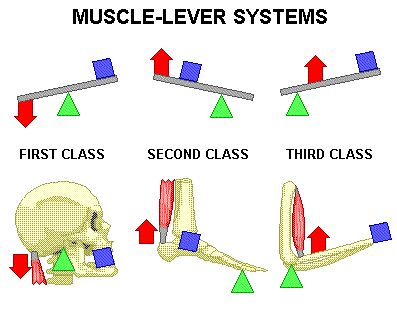 MUSCLE-LEVER SYSTEMS
FIRST CLASS SECOND CLASS THIRD CLASS